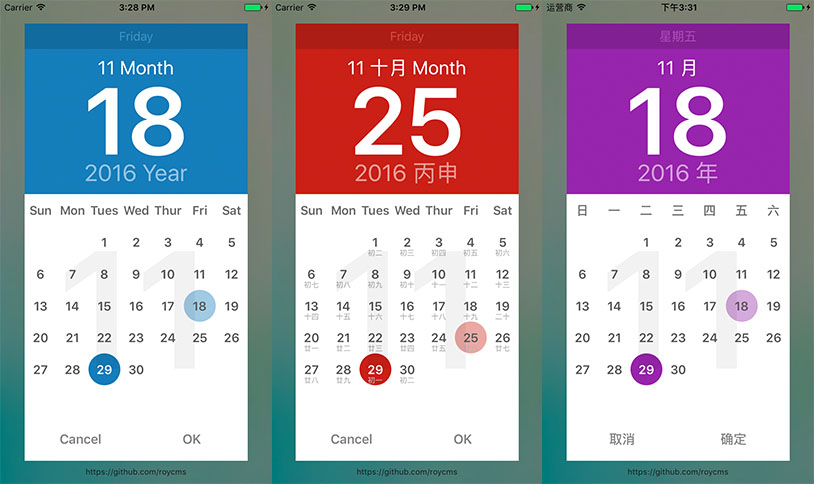 Carrier 3:28 PM
Friday
11 Month
18
2016 Year
Sun Mon Tues Wed Thur Fri Sat
11
1 2 3 4 5
6 7 8 9 10 11 12
13 14 15 16 17 18 19
20 21 22 23 24 25 26
27 28 29 30
Cancel OK
https://github.com/roycms
Carrier 3:29 PM
Friday
11 十月 Month
25
2016 丙申
Sun Mon Tues Wed Thur Fri Sat
11
1 2 3 4 5
初二 初三 初四 初五 初六
6 7 8 9 10 11 12
初七 初八 初九 初十 十一 十二 十三
13 14 15 16 17 18 19
十四 十五 十六 十七 十八 十九 二十
20 21 22 23 24 25 26
廿一 廿二 廿三 廿四 廿五 廿七
27 28 29 30
廿八 廿九 初一 初二
Cancel OK
https://github.com/roycms
运营商 下午3:31
星期五
11 月
18
2016 年
日 一 二 三 四 五 六
11
1 2 3 4 5
6 7 8 9 10 11 12
13 14 15 16 17 18 19
20 21 22 23 24 25 26
27 28 29 30
取消 确定
https://github.com/roycms